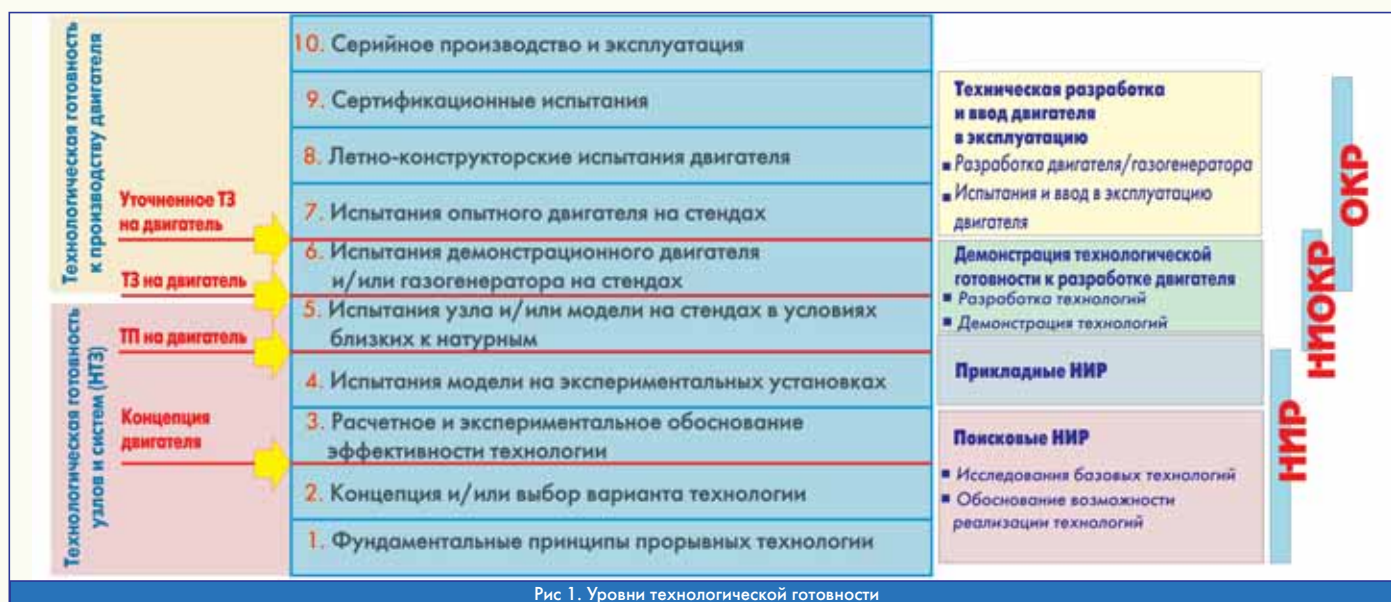 Технологическая готовность
к производству двигателя
Технологическая готовность
узлов и систем (НТЗ)
Уточненное ТЗ
на двигатель
ТЗ на двигатель
ТП на двигатель
Концепция
двигателя
10. Серийное производство и эксплуатация
9. Сертификационные испытания
8. Летно-конструкторские испытания двигателя
7. Испытания опытного двигателя на стендах
6. Испытания демонстрационного двигателя
и/или газогенератора на стендах
5. Испытания узла и/или модели на стендах в условиях
близких к натурным
4. Испытания модели на экспериментальных установках
3. Расчетное и экспериментальное обоснование
эффективности технологии
2. Концепция и/или выбор варианта технологии
1. Фундаментальные принципы прорывных технологии
Техническая разработка
и ввод двигателя
в эксплуатацию
▪ Разработка двигателя/газогенератора
▪ Испытания и ввод в эксплуатацию
двигателя
Демонстрация технологической
готовности к разработке двигателя
▪ Разработка технологий
▪ Демонстрация технологий
Прикладные НИР
Поисковые НИР
▪ Исследования базовых технологий
▪ Обоснование возможности
реализации технологий
НИР
НИОКР
ОКР
Рис 1. Уровни технологической готовности